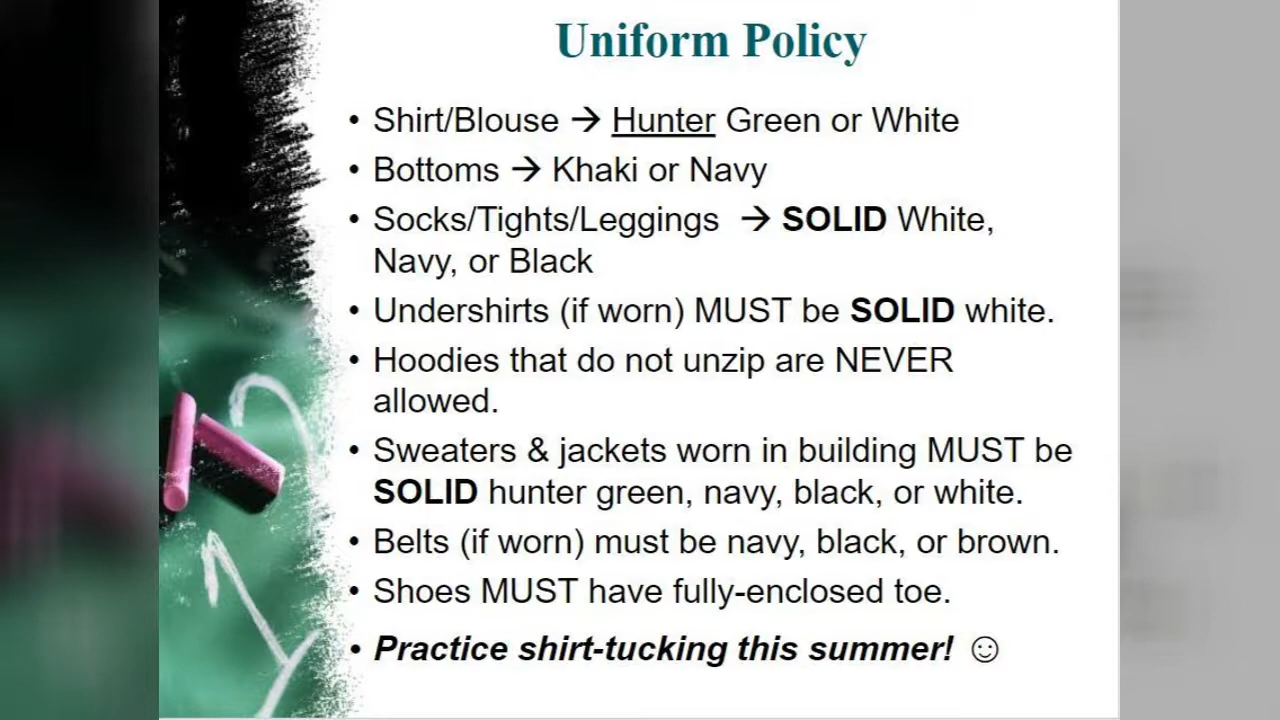 Uniform Policy
• Shirt/Blouse → Hunter Green or White
• Bottoms → Khaki or Navy
• Socks/Tights/Leggings → SOLID White,
Navy, or Black
• Undershirts (if worn) MUST be SOLID white.
• Hoodies that do not unzip are NEVER
allowed.
• Sweaters & jackets worn in building MUST be
SOLID hunter green, navy, black, or white.
• Belts (if worn) must be navy, black, or brown.
• Shoes MUST have fully-enclosed toe.
• Practice shirt-tucking this summer! ☺